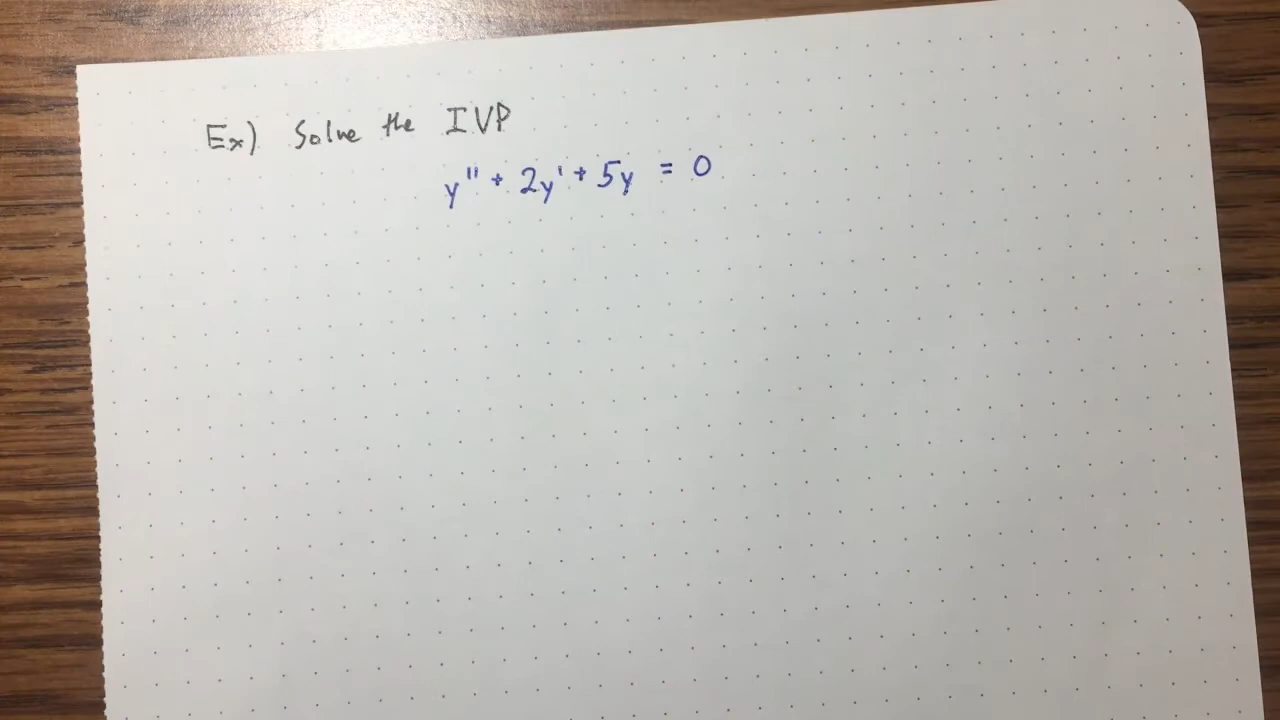 Ex) Solve the IVP
y'' + 2y' + 5y = 0